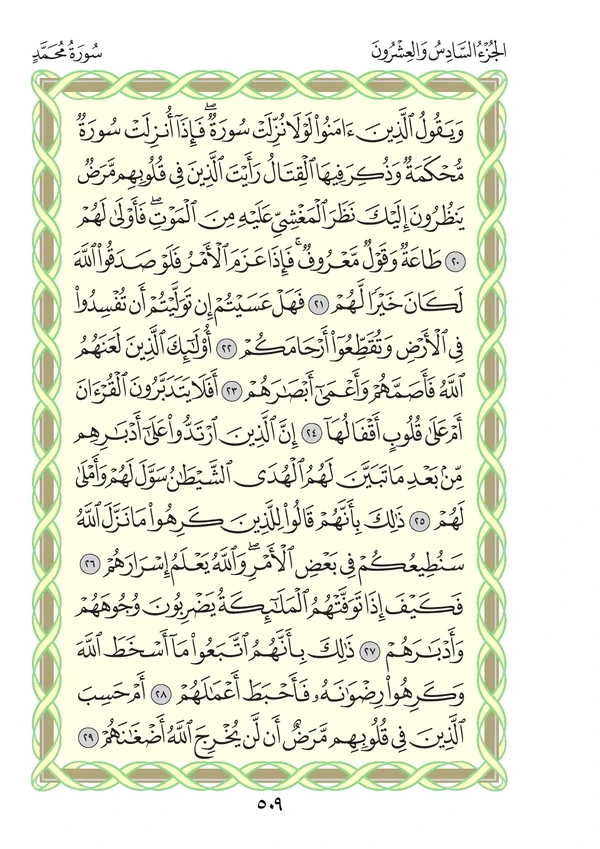 الجُزْءُ السَّادِسُ وَالعِشْرُونَ
سُورَةُ مُحَمَّدٍ
وَيَقُولُ ٱلَّذِينَ ءَامَنُوا۟ لَوْلَا نُزِّلَتْ سُورَةٌ ۖ فَإِذَآ أُنزِلَتْ سُورَةٌ
مُّحْكَمَةٌ وَذُكِرَ فِيهَا ٱلْقِتَالُ رَأَيْتَ ٱلَّذِينَ فِى قُلُوبِهِم مَّرَضٌ
يَنظُرُونَ إِلَيْكَ نَظَرَ ٱلْمَغْشِىِّ عَلَيْهِ مِنَ ٱلْمَوْتِ ۖ فَأَوْلَىٰ لَهُمْ
٢٠ طَاعَةٌ وَقَوْلٌ مَّعْرُوفٌ ۚ فَإِذَا عَزَمَ ٱلْأَمْرُ فَلَوْ صَدَقُوا۟ ٱللَّهَ
لَكَانَ خَيْرًا لَّهُمْ ٢١ فَهَلْ عَسَيْتُمْ إِن تَوَلَّيْتُمْ أَن تُفْسِدُوا۟
فِى ٱلْأَرْضِ وَتُقَطِّعُوٓا۟ أَرْحَامَكُمْ ٢٢ أُو۟لَٰٓئِكَ ٱلَّذِينَ لَعَنَهُمُ
ٱللَّهُ فَأَصَمَّهُمْ وَأَعْمَىٰٓ أَبْصَٰرَهُمْ ٢٣ أَفَلَا يَتَدَبَّرُونَ ٱلْقُرْءَانَ
أَمْ عَلَىٰ قُلُوبٍ أَقْفَالُهَآ ٢٤ إِنَّ ٱلَّذِينَ ٱرْتَدُّوا۟ عَلَىٰٓ أَدْبَٰرِهِم
مِّنۢ بَعْدِ مَا تَبَيَّنَ لَهُمُ ٱلْهُدَى ٱلشَّيْطَٰنُ سَوَّلَ لَهُمْ وَأَمْلَىٰ
لَهُمْ ٢٥ ذَٰلِكَ بِأَنَّهُمْ قَالُوا۟ لِلَّذِينَ كَرِهُوا۟ مَا نَزَّلَ ٱللَّهُ
سَنُطِيعُكُمْ فِى بَعْضِ ٱلْأَمْرِ ۖ وَٱللَّهُ يَعْلَمُ إِسْرَارَهُمْ ٢٦
فَكَيْفَ إِذَا تَوَفَّتْهُمُ ٱلْمَلَٰٓئِكَةُ يَضْرِبُونَ وُجُوهَهُمْ
وَأَدْبَٰرَهُمْ ٢٧ ذَٰلِكَ بِأَنَّهُمُ ٱتَّبَعُوا۟ مَآ أَسْخَطَ ٱللَّهَ
وَكَرِهُوا۟ رِضْوَٰنَهُۥ فَأَحْبَطَ أَعْمَٰلَهُمْ ٢٨ أَمْ حَسِبَ
ٱلَّذِينَ فِى قُلُوبِهِم مَّرَضٌ أَن لَّن يُخْرِجَ ٱللَّهُ أَضْغَٰنَهُمْ ٢٩
٥٠٩